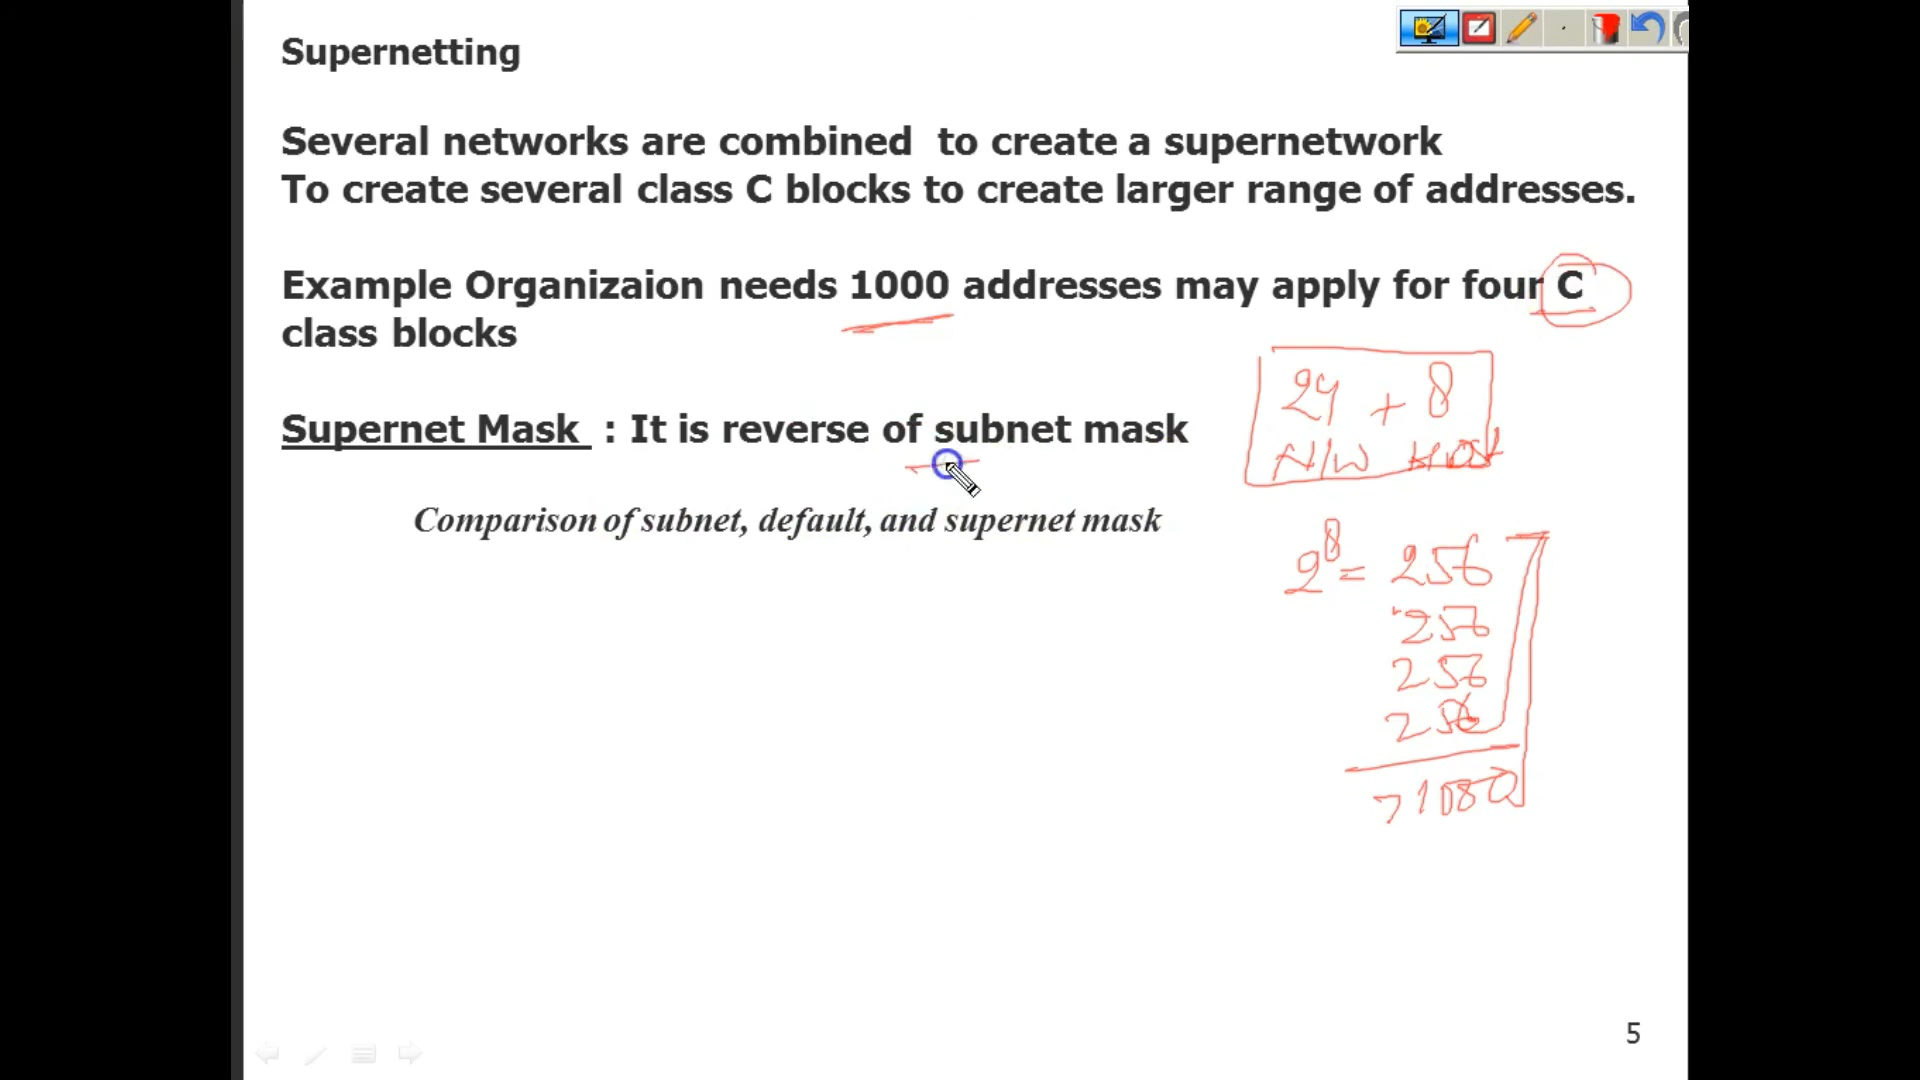 Supernetting
Several networks are combined to create a supernetwork
To create several class C blocks to create larger range of addresses.
Example Organizaion needs 1000 addresses may apply for four C
class blocks
24 + 8
N/W Host
Supernet Mask : It is reverse of subnet mask
Comparison of subnet, default, and supernet mask
2^8 = 256
256
256
256
> 1000
5